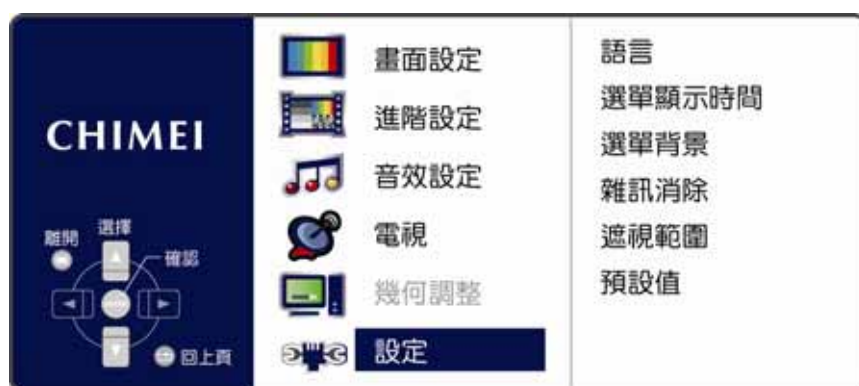 CHIMEI
離開
選擇
確認
回上頁
畫面設定
進階設定
音效設定
電視
幾何調整
設定
語言
選單顯示時間
選單背景
雜訊消除
遮視範圍
預設值